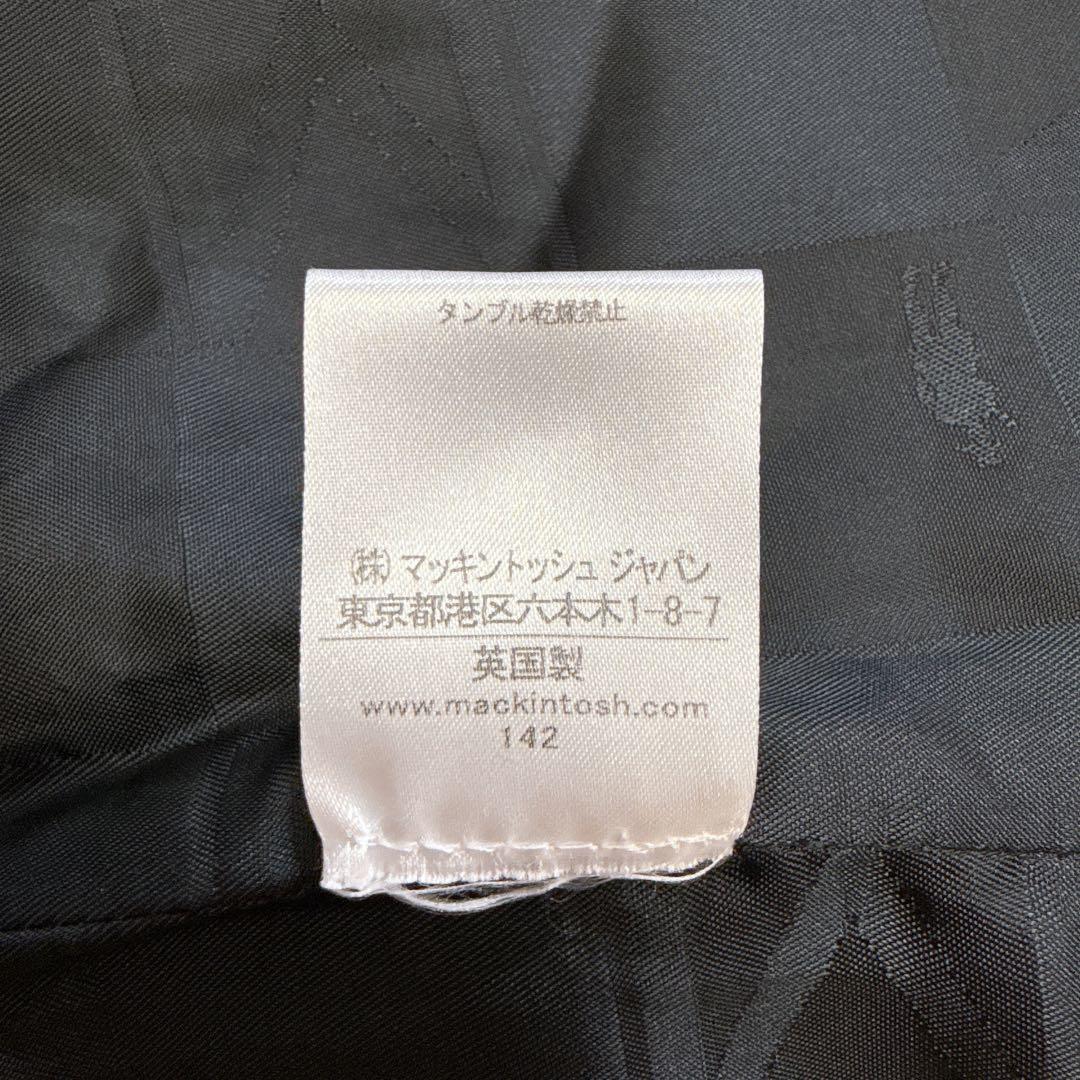 タンブル乾燥禁止
㈱マッキントッシュ ジャパン
東京都港区六本木1-8-7
英国製
www.mackintosh.com
142